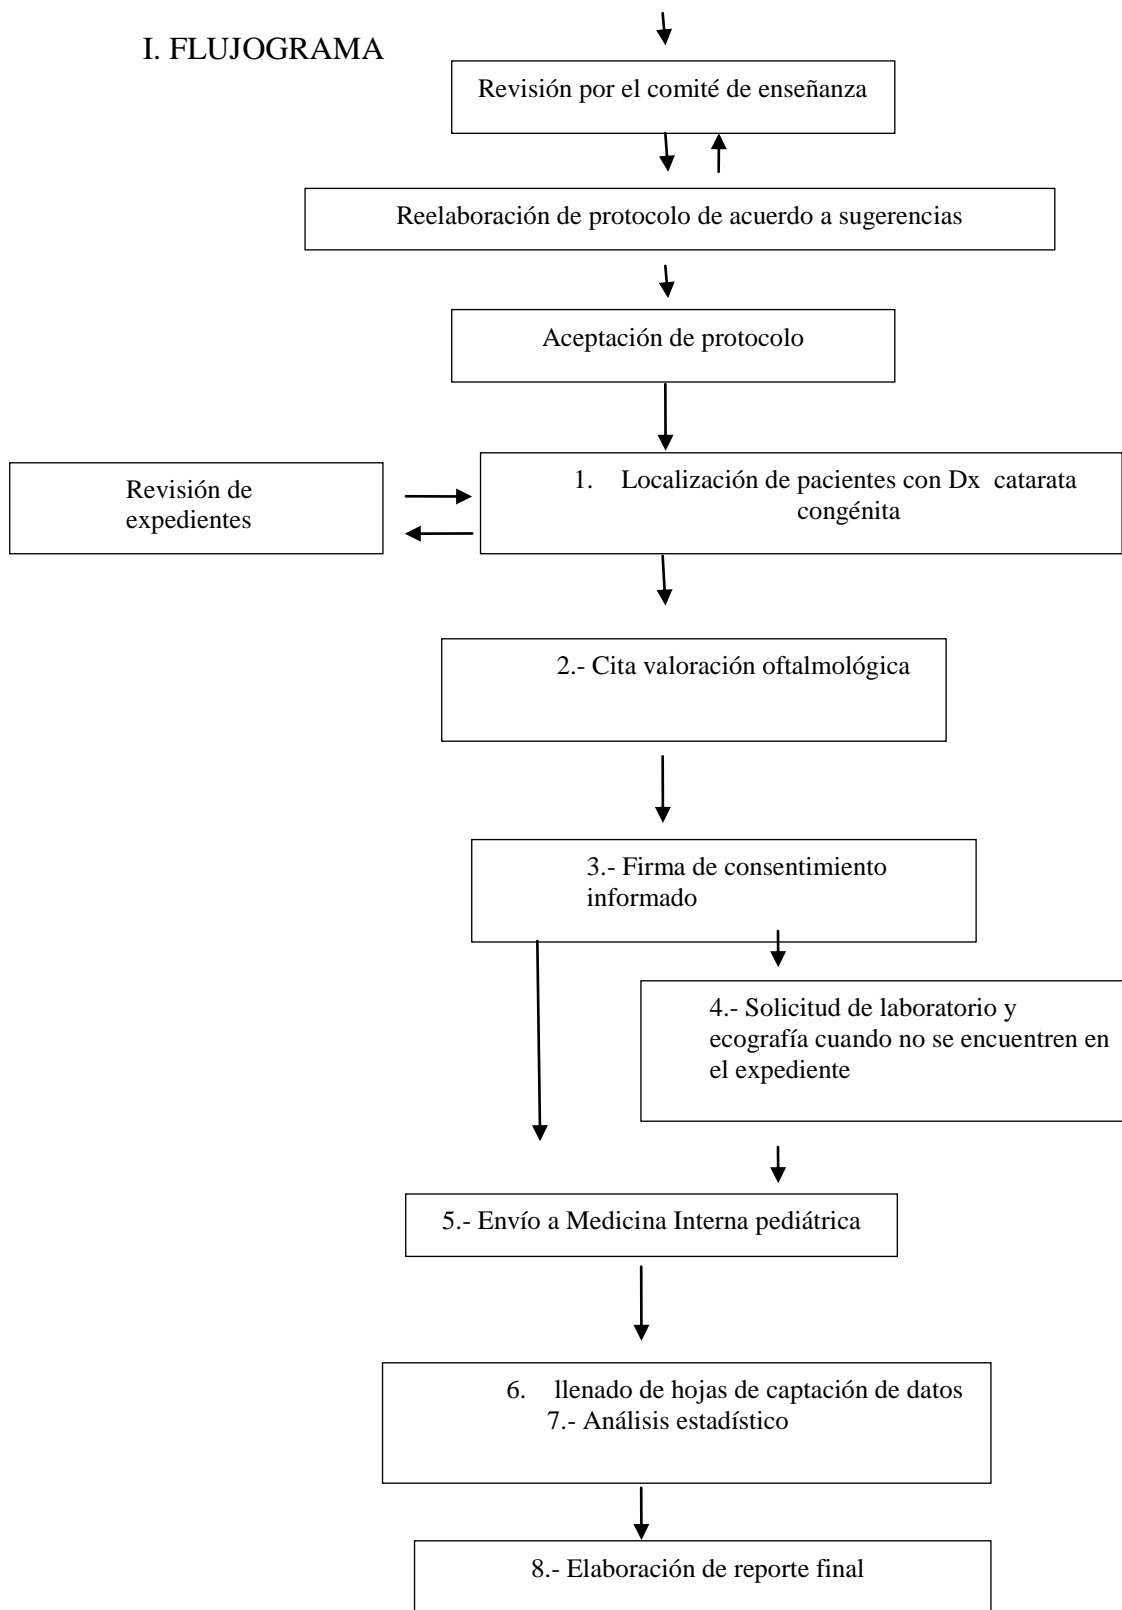 I. FLUJOGRAMA
Revisión por el comité de enseñanza
Reelaboración de protocolo de acuerdo a sugerencias
Aceptación de protocolo
Revisión de
expedientes
1. Localización de pacientes con Dx catarata
congénita
2.- Cita valoración oftalmológica
3.- Firma de consentimiento
informado
4.- Solicitud de laboratorio y
ecografía cuando no se encuentren en
el expediente
5.- Envío a Medicina Interna pediátrica
6. llenado de hojas de captación de datos
7.- Análisis estadístico
8.- Elaboración de reporte final